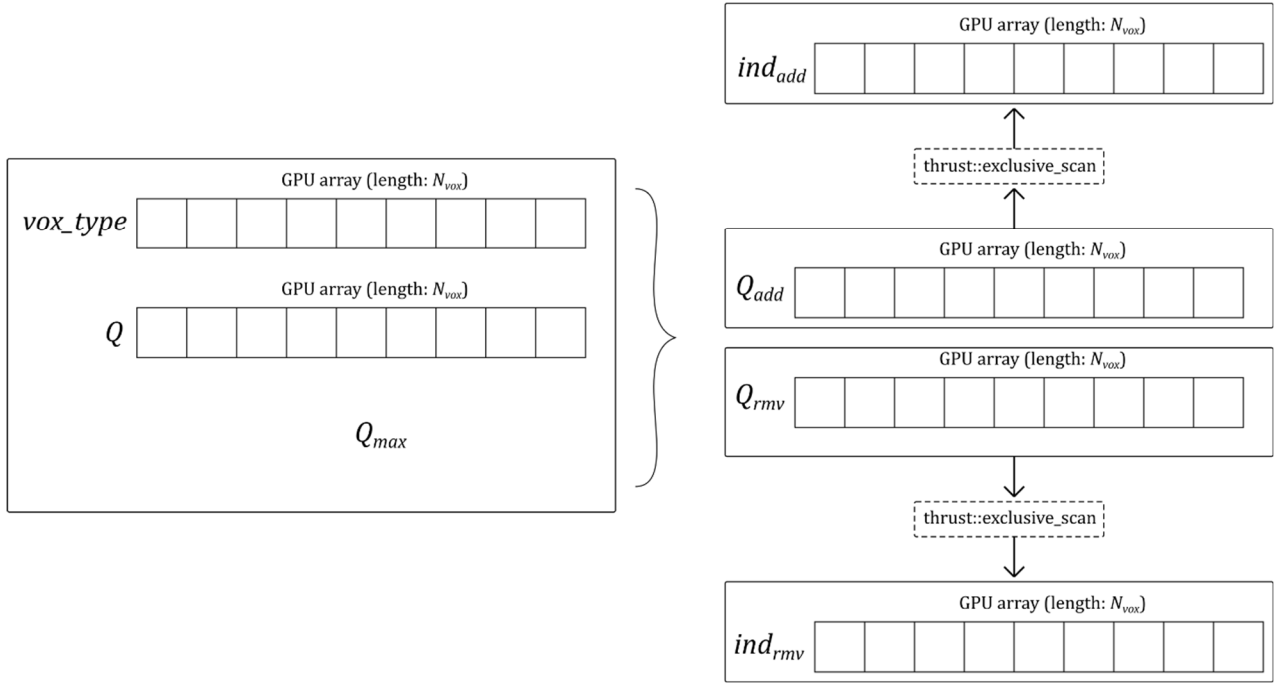 GPU array (length: N_vox)
vox_type
GPU array (length: N_vox)
Q
Q_max
GPU array (length: N_vox)
ind_add
thrust::exclusive_scan
GPU array (length: N_vox)
Q_add
GPU array (length: N_vox)
Q_rmv
thrust::exclusive_scan
GPU array (length: N_vox)
ind_rmv